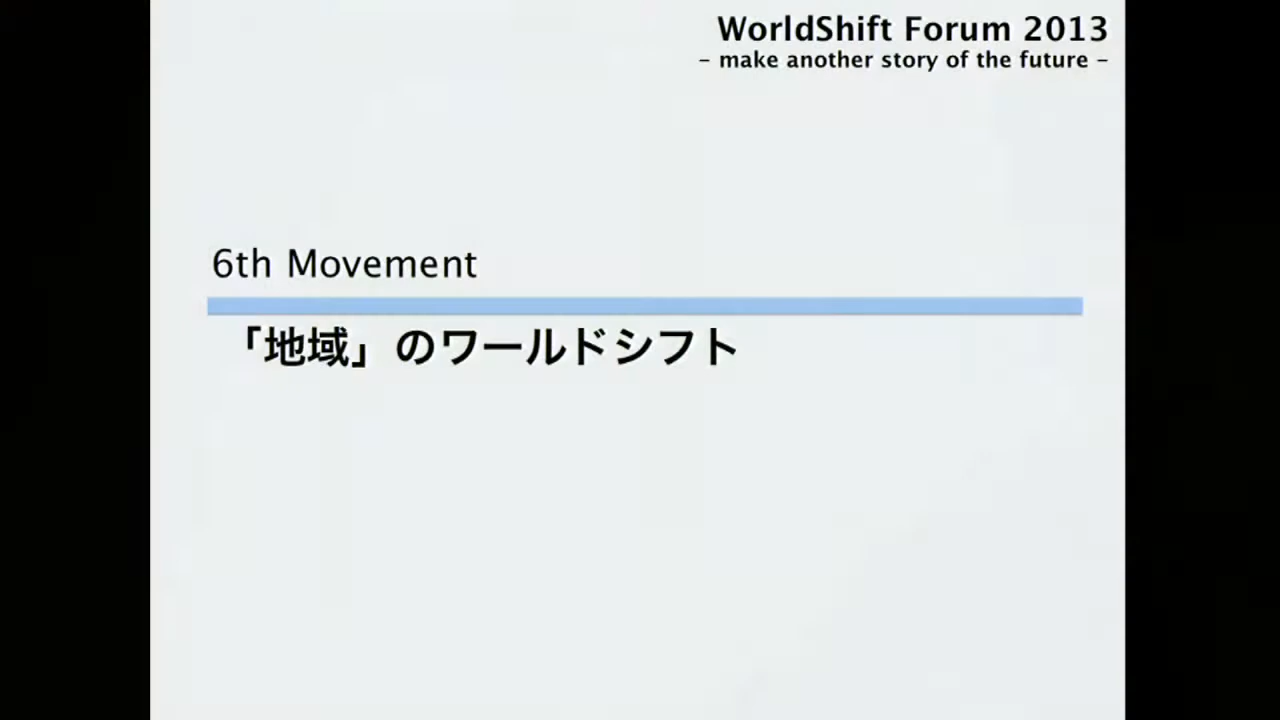 WorldShift Forum 2013
- make another story of the future -
6th Movement
「地域」のワールドシフト